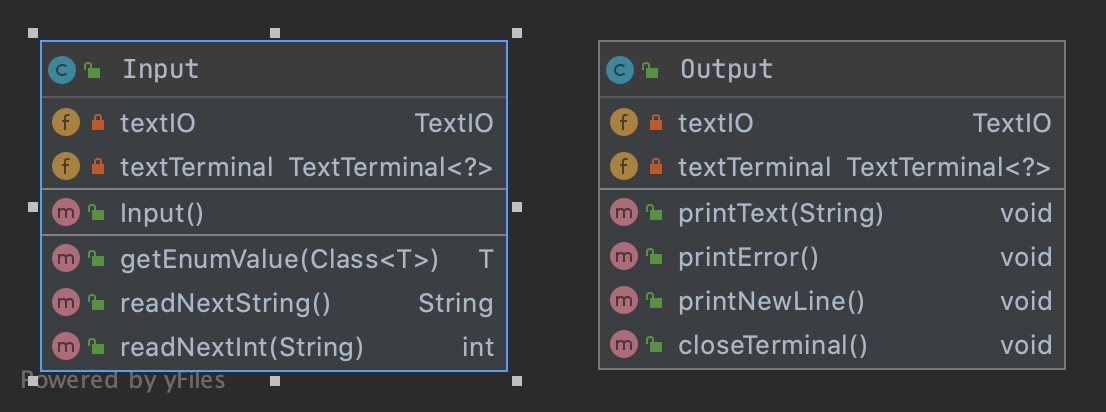 Input
textIO TextIO
textTerminal TextTerminal<?>
Input()
getEnumValue(Class<T>) T
readNextString() String
readNextInt(String) int
Powered by yFiles
Output
textIO TextIO
textTerminal TextTerminal<?>
printText(String) void
printError() void
printNewLine() void
closeTerminal() void